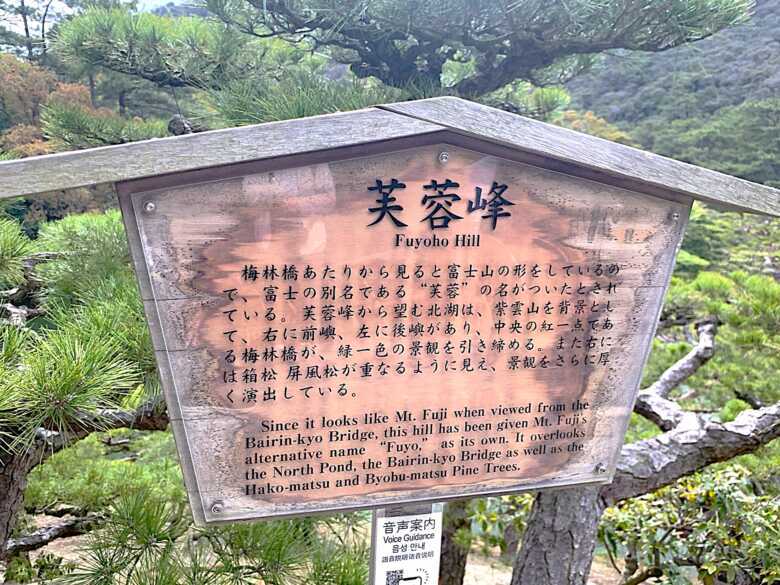 芙蓉峰
Fuyoho Hill
梅林橋あたりから見ると富士山の形をしているの
で、富士の別名である“芙蓉”の名がついたとされ
ている。芙蓉峰から望む北湖は、紫雲山を背景とし
て、右に前嶼、左に後嶼があり、中央の紅一点であ
る梅林橋が、緑一色の景観を引き締める。また右に
は箱松 屏風松が重なるように見え、景観をさらに厚
く演出している。
Since it looks like Mt. Fuji when viewed from the
Bairin-kyo Bridge, this hill has been given Mt. Fuji's
alternative name “Fuyo,” as its own. It overlooks
the North Pond, the Bairin-kyo Bridge as well as the
Hako-matsu and Byobu-matsu Pine Trees.
音声案内
Voice Guidance
음성 안내